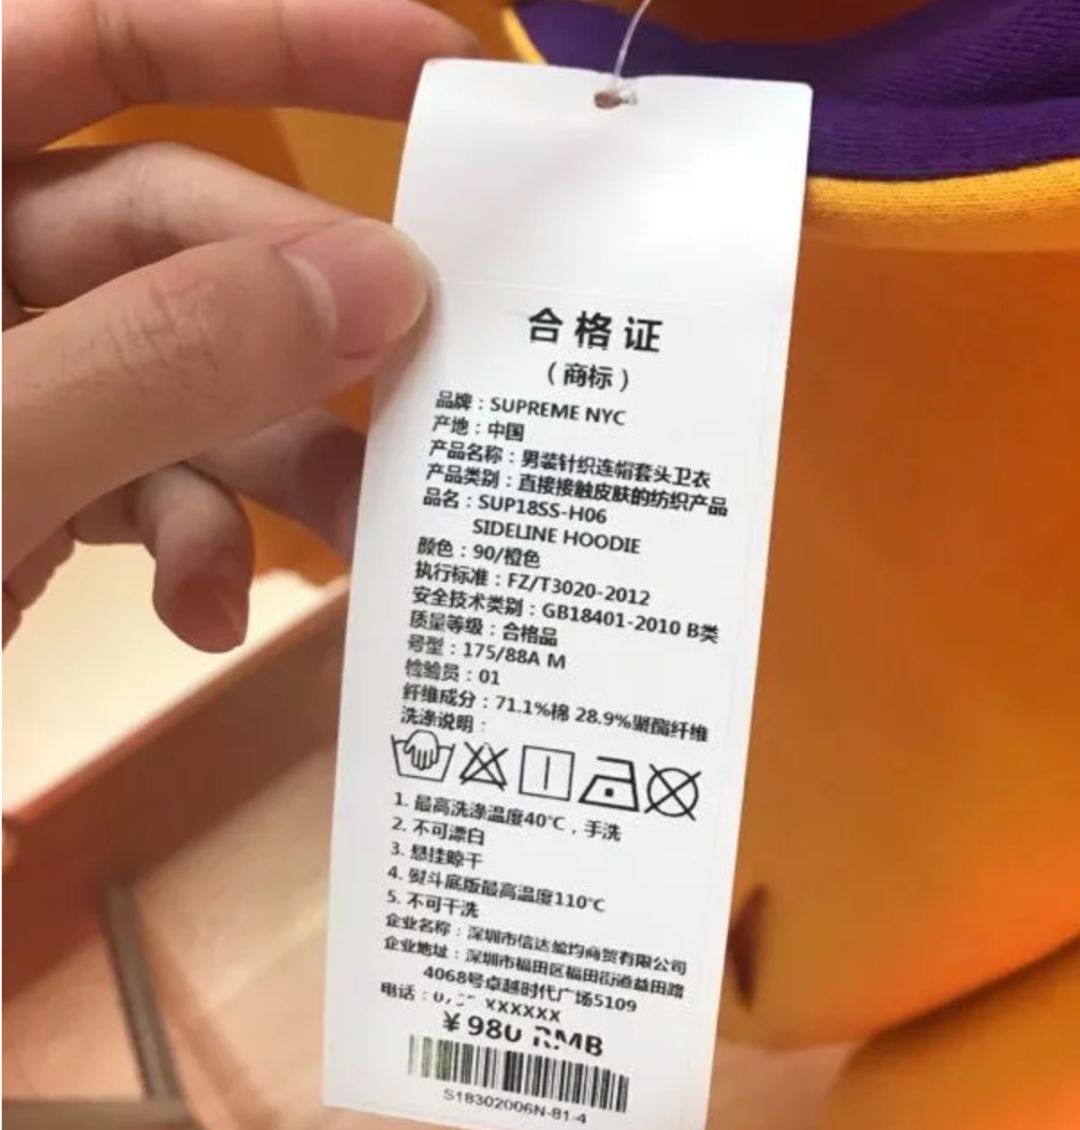 合格证
（商标）
品牌：SUPREME NYC
产地：中国
产品名称：男装针织连帽套头卫衣
产品类别：直接接触皮肤的纺织产品
品名：SUP18SS-H06
SIDELINE HOODIE
颜色：90/橙色
执行标准：FZ/T3020-2012
安全技术类别：GB18401-2010 B类
质量等级：合格品
号型：175/88A M
检验员：01
纤维成分：71.1%棉 28.9%聚酯纤维
洗涤说明：
1. 最高洗涤温度40℃，手洗
2. 不可漂白
3. 悬挂晾干
4. 熨斗底版最高温度110℃
5. 不可干洗
企业名称：深圳市信达盈均商贸有限公司
企业地址：深圳市福田区福田街道益田路
4068号卓越时代广场5109
电话：XXXXXX
￥980 RMB
S18302006N-81-4